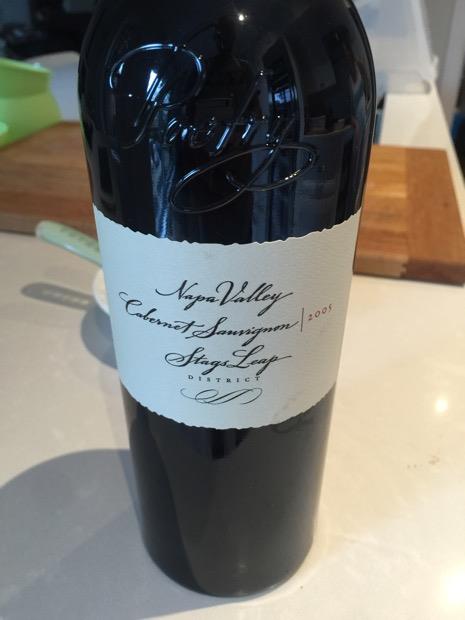 Napa Valley
Cabernet Sauvignon | 2005
Stags Leap
DISTRICT